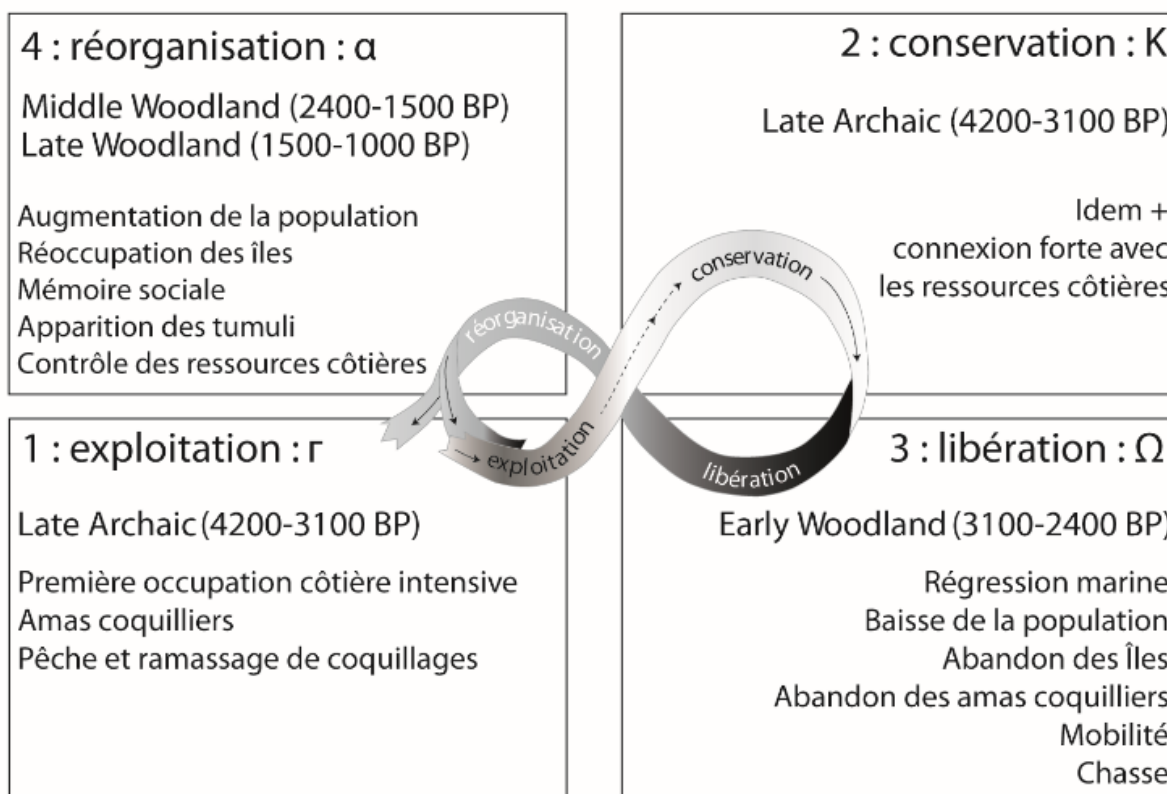 4 : réorganisation : α
Middle Woodland (2400-1500 BP)
Late Woodland (1500-1000 BP)
Augmentation de la population
Réoccupation des îles
Mémoire sociale
Apparition des tumuli
Contrôle des ressources côtières
2 : conservation : K
Late Archaic (4200-3100 BP)
Idem +
connexion forte avec
les ressources côtières
réorganisation
conservation
exploitation
libération
1 : exploitation : r
Late Archaic (4200-3100 BP)
Première occupation côtière intensive
Amas coquilliers
Pêche et ramassage de coquillages
3 : libération : Ω
Early Woodland (3100-2400 BP)
Régression marine
Baisse de la population
Abandon des Îles
Abandon des amas coquilliers
Mobilité
Chasse